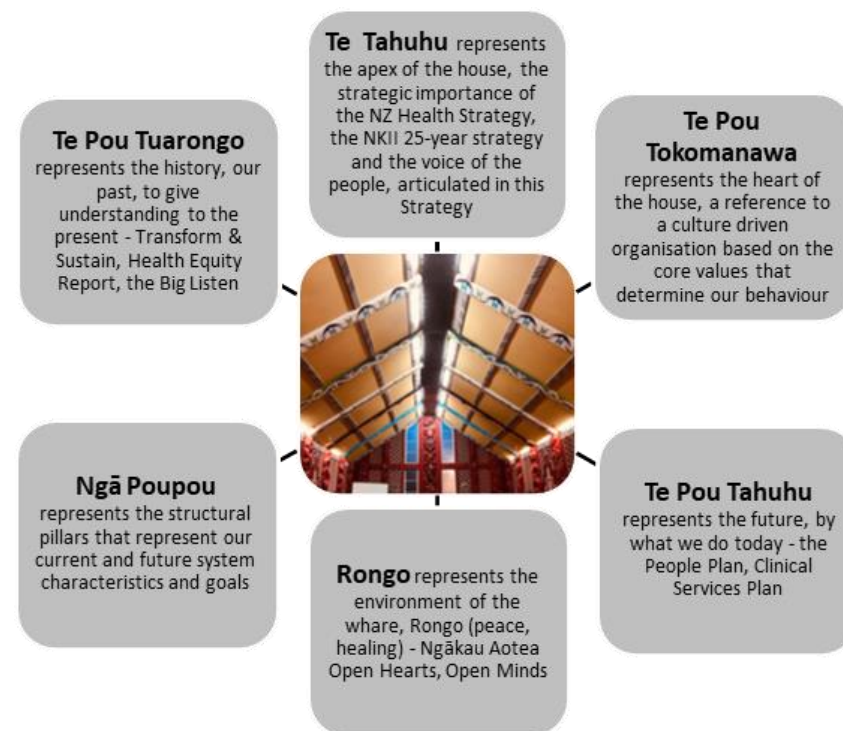 Te Tahuhu represents
the apex of the house, the
strategic importance of
the NZ Health Strategy,
the NKII 25-year strategy
and the voice of the
people, articulated in this
Strategy
Te Pou Tuarongo
represents the history, our
past, to give
understanding to the
present - Transform &
Sustain, Health Equity
Report, the Big Listen
Te Pou
Tokomanawa
represents the heart of
the house, a reference to
a culture driven
organisation based on the
core values that
determine our behaviour
Ngā Poupou
represents the structural
pillars that represent our
current and future system
characteristics and goals
Te Pou Tahuhu
represents the future, by
what we do today - the
People Plan, Clinical
Services Plan
Rongo represents the
environment of the
whare, Rongo (peace,
healing) - Ngākau Aotea
Open Hearts, Open Minds